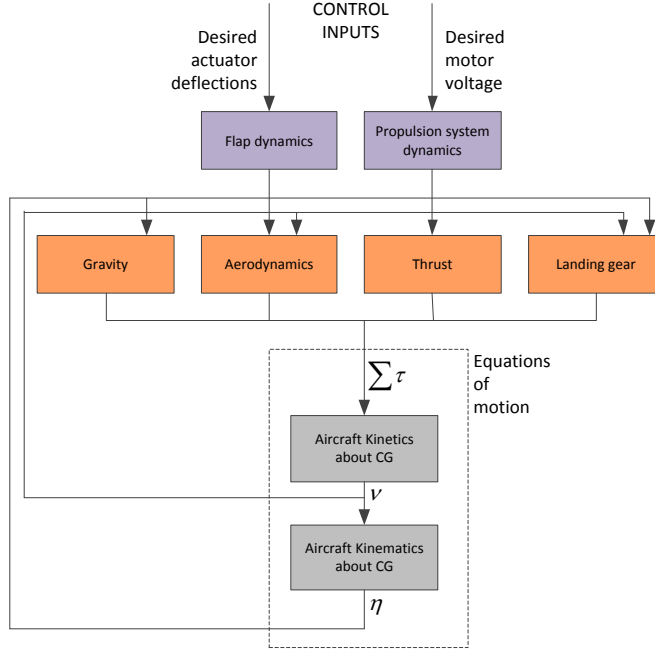 CONTROL
INPUTS
Desired
actuator
deflections
Desired
motor
voltage
Flap dynamics
Propulsion system
dynamics
Gravity
Aerodynamics
Thrust
Landing gear
∑ τ
Equations
of
motion
Aircraft Kinetics
about CG
ν
Aircraft Kinematics
about CG
η